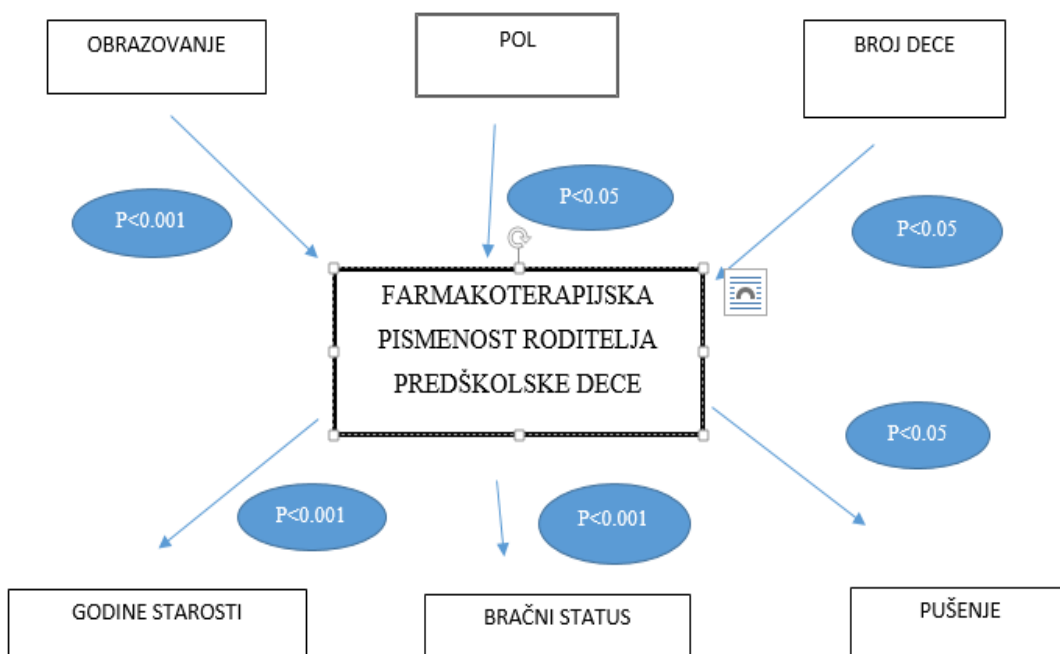 OBRAZOVANJE
POL
BROJ DECE
P<0.001
P<0.05
P<0.05
FARMAKOTERAPIJSKA
PISMENOST RODITELJA
PREDŠKOLSKE DECE
P<0.05
P<0.001
P<0.001
GODINE STAROSTI
BRAČNI STATUS
PUŠENJE